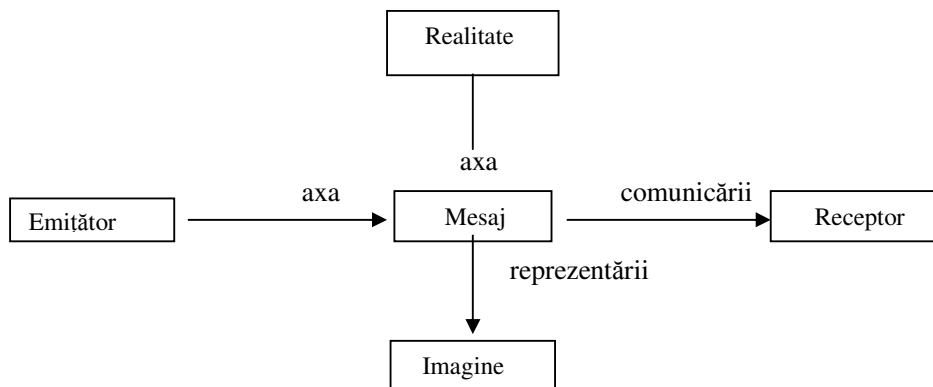 Realitate
axa
axa
comunicării
Emițător
Mesaj
Receptor
reprezentării
Imagine